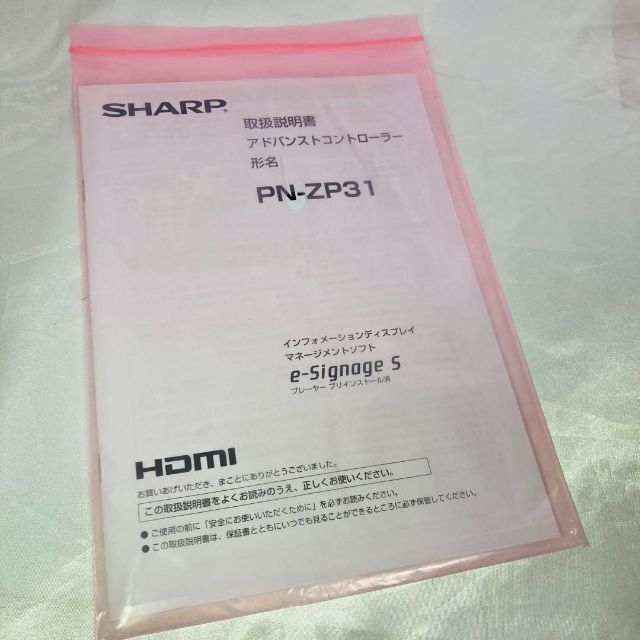 SHARP®
取扱説明書
アドバンストコントローラー
形名
PN-ZP31
インフォメーションディスプレイ
マネージメントソフト
e-Signage S
プレーヤー プリインストール済
HDMI
お買いあげいただき、まことにありがとうございました。
この取扱説明書をよくお読みのうえ、正しくお使いください。
● ご使用の前に「安全にお使いいただくために」を必ずお読みください。
● この取扱説明書は、保証書とともにいつでも見ることができるところに必ず保管してください。